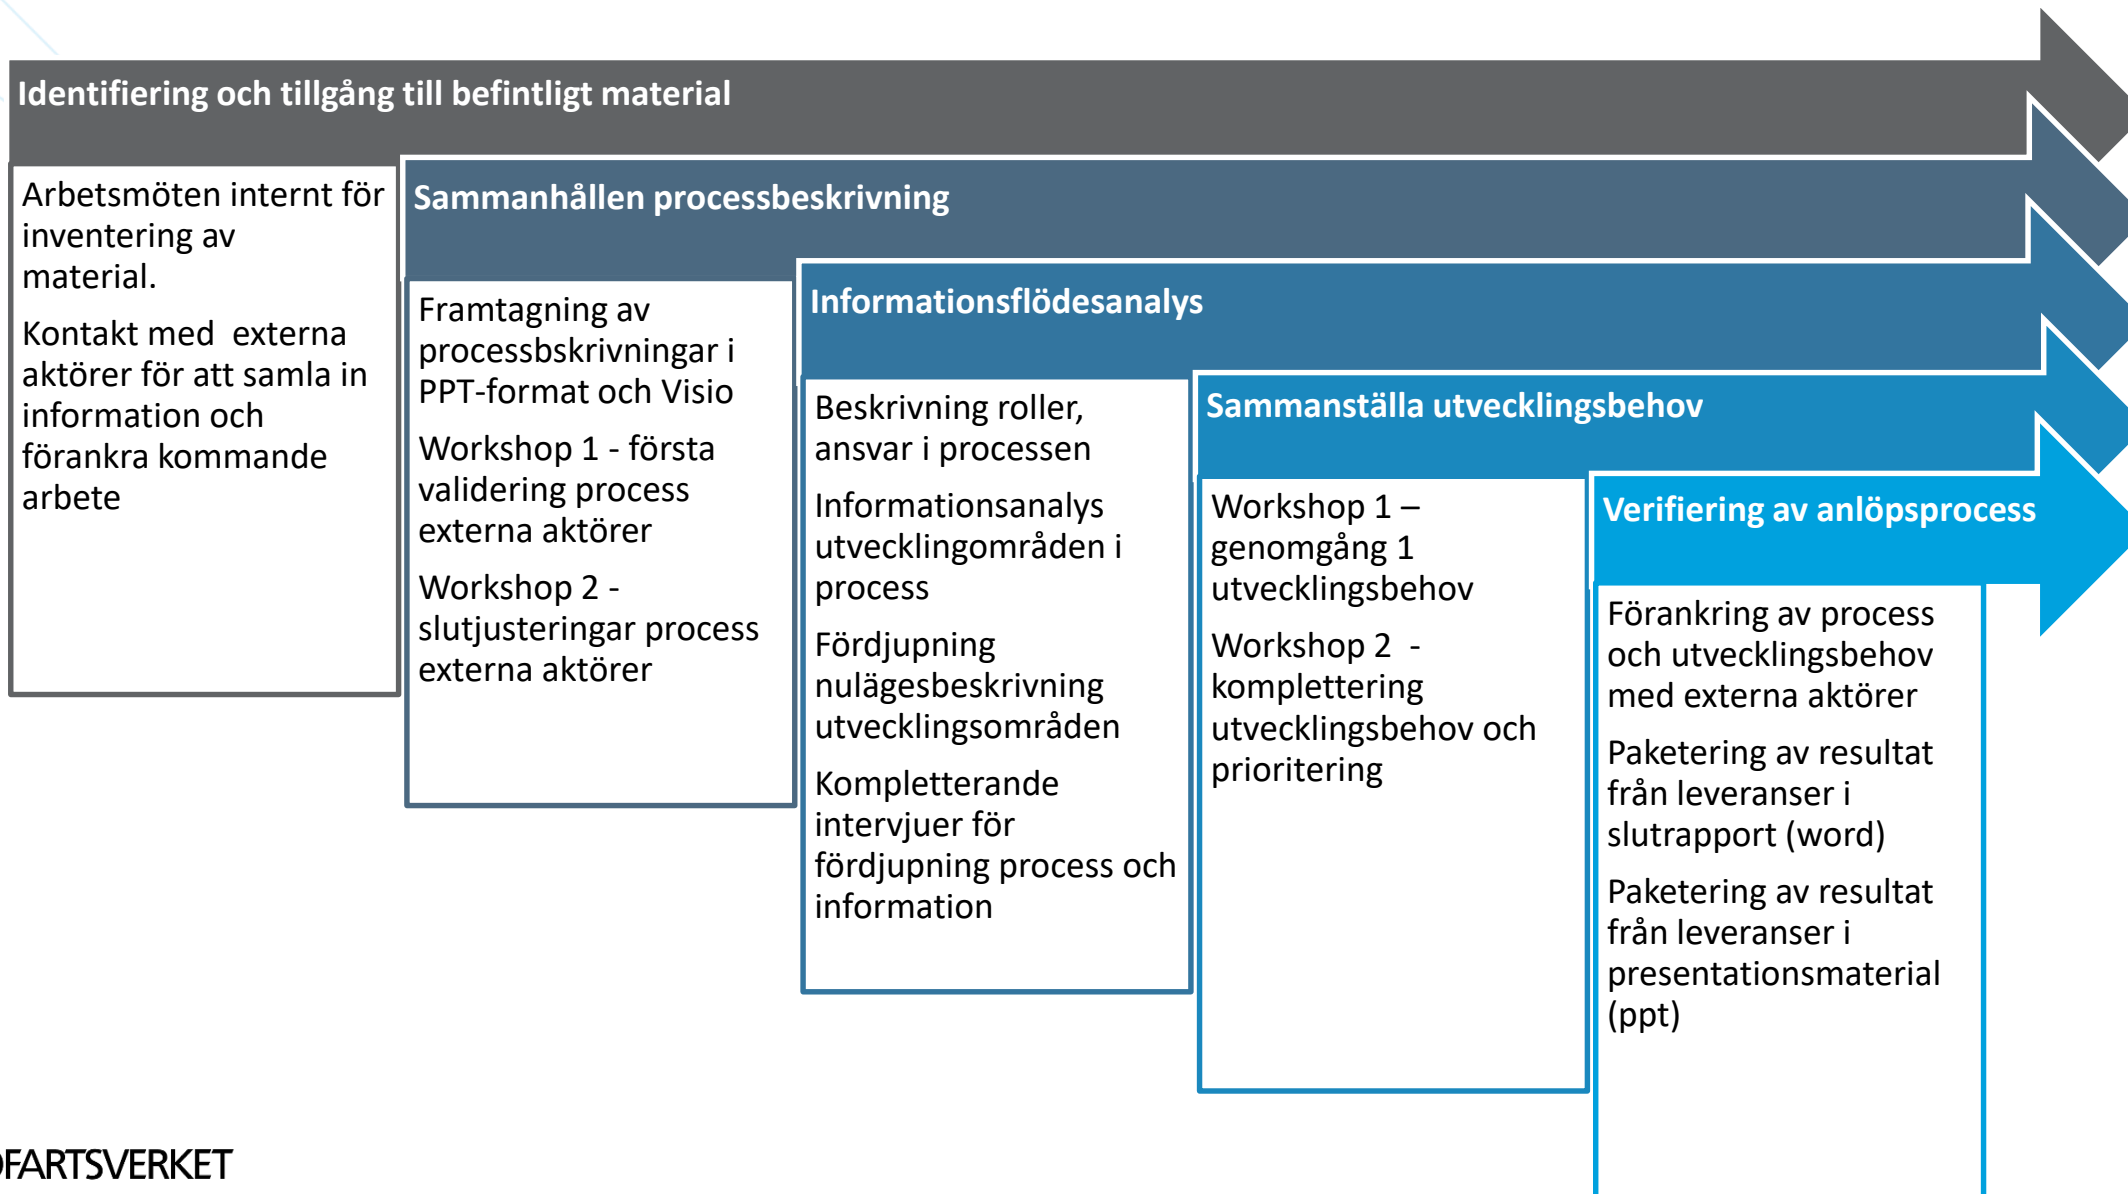 Identifiering och tillgång till befintligt material
Arbetsmöten internt för
inventering av
material.
Kontakt med  externa
aktörer för att samla in
information och
förankra kommande
arbete
Sammanhållen processbeskrivning
Framtagning av
processbskrivningar i
PPT-format och Visio
Workshop 1 - första
validering process
externa aktörer
Workshop 2 -
slutjusteringar process
externa aktörer
Informationsflödesanalys
Beskrivning roller,
ansvar i processen
Informationsanalys
utvecklingområden i
process
Fördjupning
nulägesbeskrivning
utvecklingsområden
Kompletterande
intervjuer för
fördjupning process och
information
Sammanställa utvecklingsbehov
Workshop 1 –
genomgång 1
utvecklingsbehov
Workshop 2  -
komplettering
utvecklingsbehov och
prioritering
Verifiering av anlöpsprocess
Förankring av process
och utvecklingsbehov
med externa aktörer
Paketering av resultat
från leveranser i
slutrapport (word)
Paketering av resultat
från leveranser i
presentationsmaterial
(ppt)
FARTSVERKET